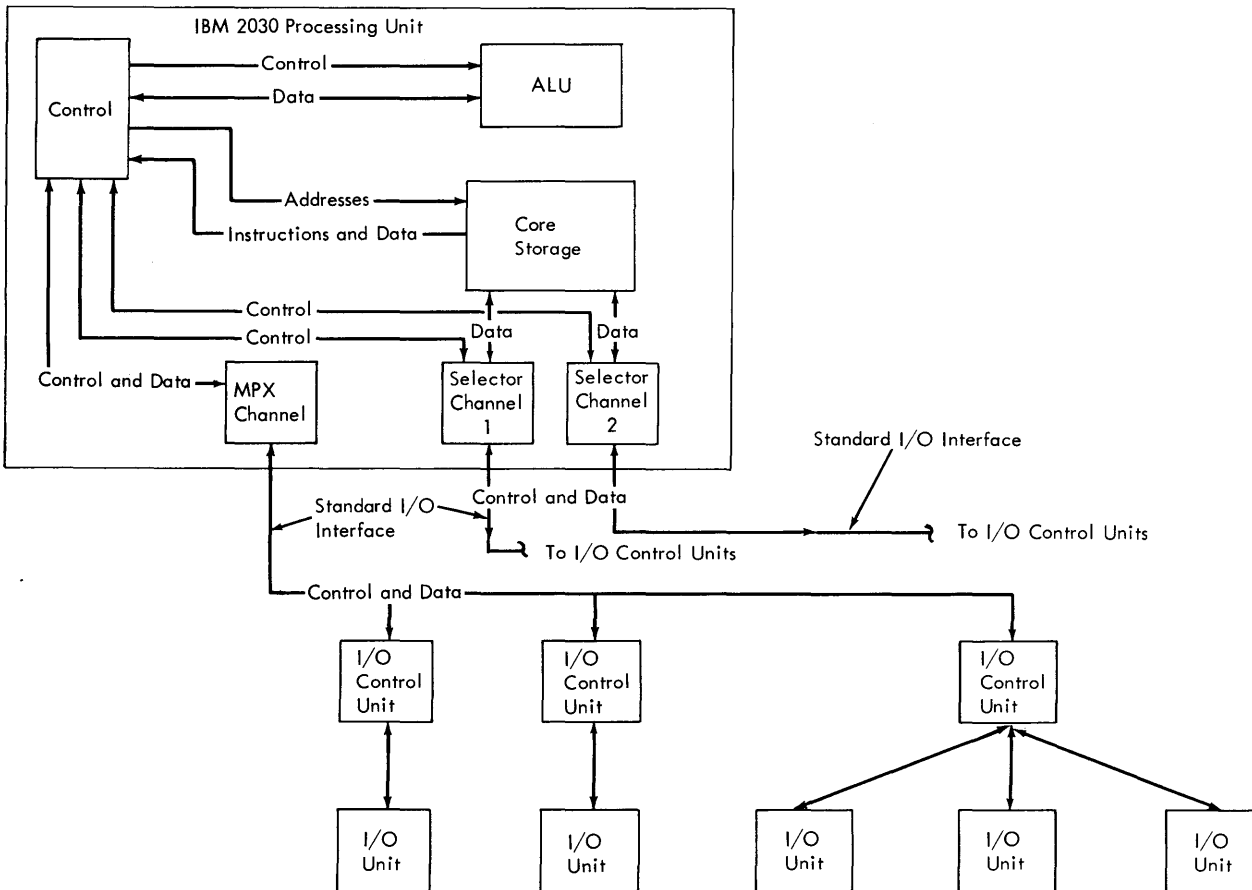 IBM 2030 Processing Unit
Control
Control
ALU
Data
Addresses
Core
Storage
Instructions and Data
Control
Data
Data
Control
Control and Data
MPX
Channel
Selector
Channel
1
Selector
Channel
2
Standard I/O Interface
Control and Data
Standard I/O
Interface
To I/O Control Units
To I/O Control Units
Control and Data
I/O
Control
Unit
I/O
Control
Unit
I/O
Control
Unit
I/O
Unit
I/O
Unit
I/O
Unit
I/O
Unit
I/O
Unit